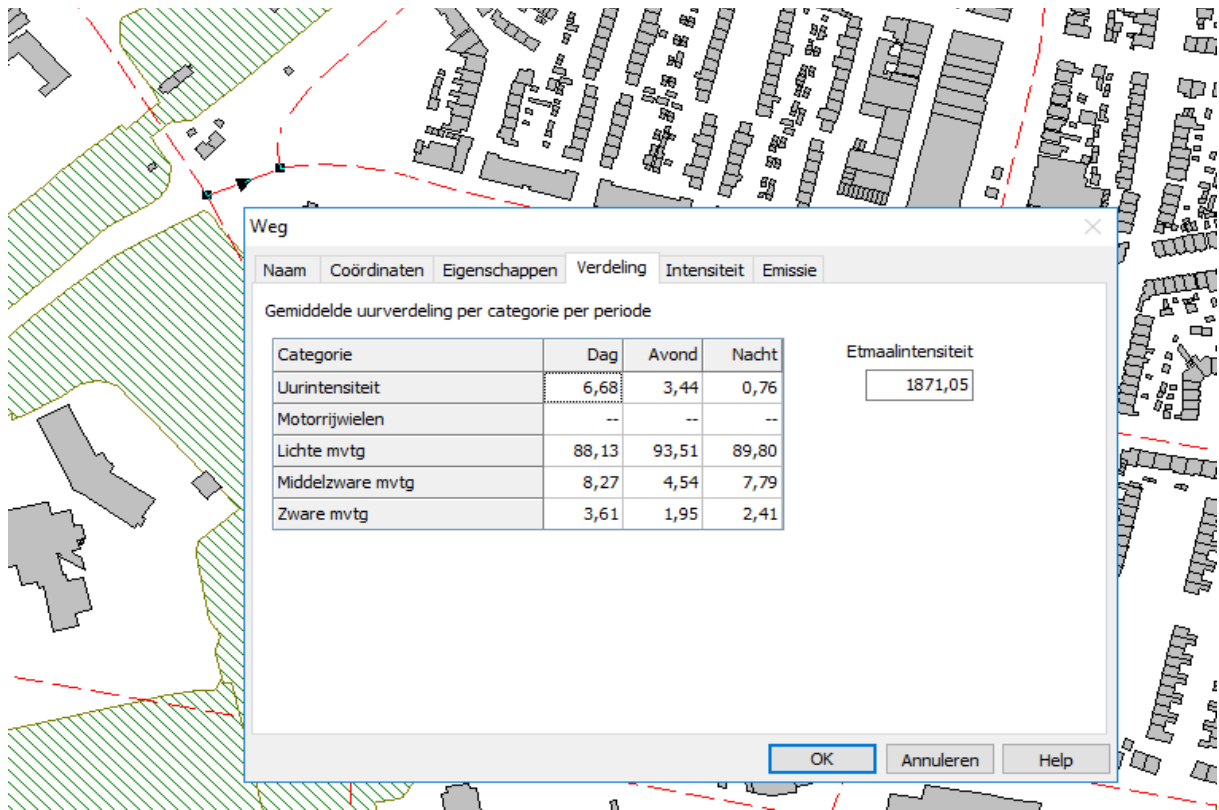 Weg
Naam Coördinaten Eigenschappen Verdeling Intensiteit Emissie
Gemiddelde uurverdeling per categorie per periode
Categorie Dag Avond Nacht Etmaalintensiteit
Uurintensiteit 6,68 3,44 0,76 1871,05
Motorrijwielen -- -- --
Lichte mvtg 88,13 93,51 89,80
Middelzware mvtg 8,27 4,54 7,79
Zware mvtg 3,61 1,95 2,41
OK Annuleren Help